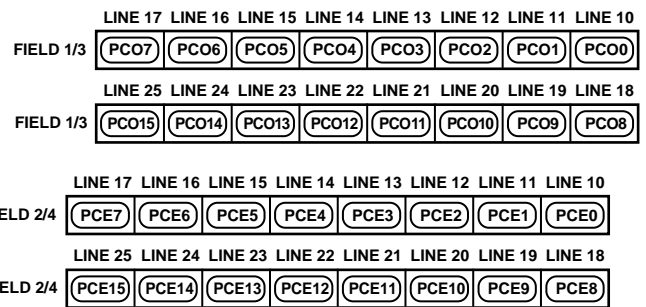 LINE 17 LINE 16 LINE 15 LINE 14 LINE 13 LINE 12 LINE 11 LINE 10
FIELD 1/3 PCO7 PCO6 PCO5 PCO4 PCO3 PCO2 PCO1 PCO0
LINE 25 LINE 24 LINE 23 LINE 22 LINE 21 LINE 20 LINE 19 LINE 18
FIELD 1/3 PCO15 PCO14 PCO13 PCO12 PCO11 PCO10 PCO9 PCO8
LINE 17 LINE 16 LINE 15 LINE 14 LINE 13 LINE 12 LINE 11 LINE 10
ELD 2/4 PCE7 PCE6 PCE5 PCE4 PCE3 PCE2 PCE1 PCE0
LINE 25 LINE 24 LINE 23 LINE 22 LINE 21 LINE 20 LINE 19 LINE 18
ELD 2/4 PCE15 PCE14 PCE13 PCE12 PCE11 PCE10 PCE9 PCE8